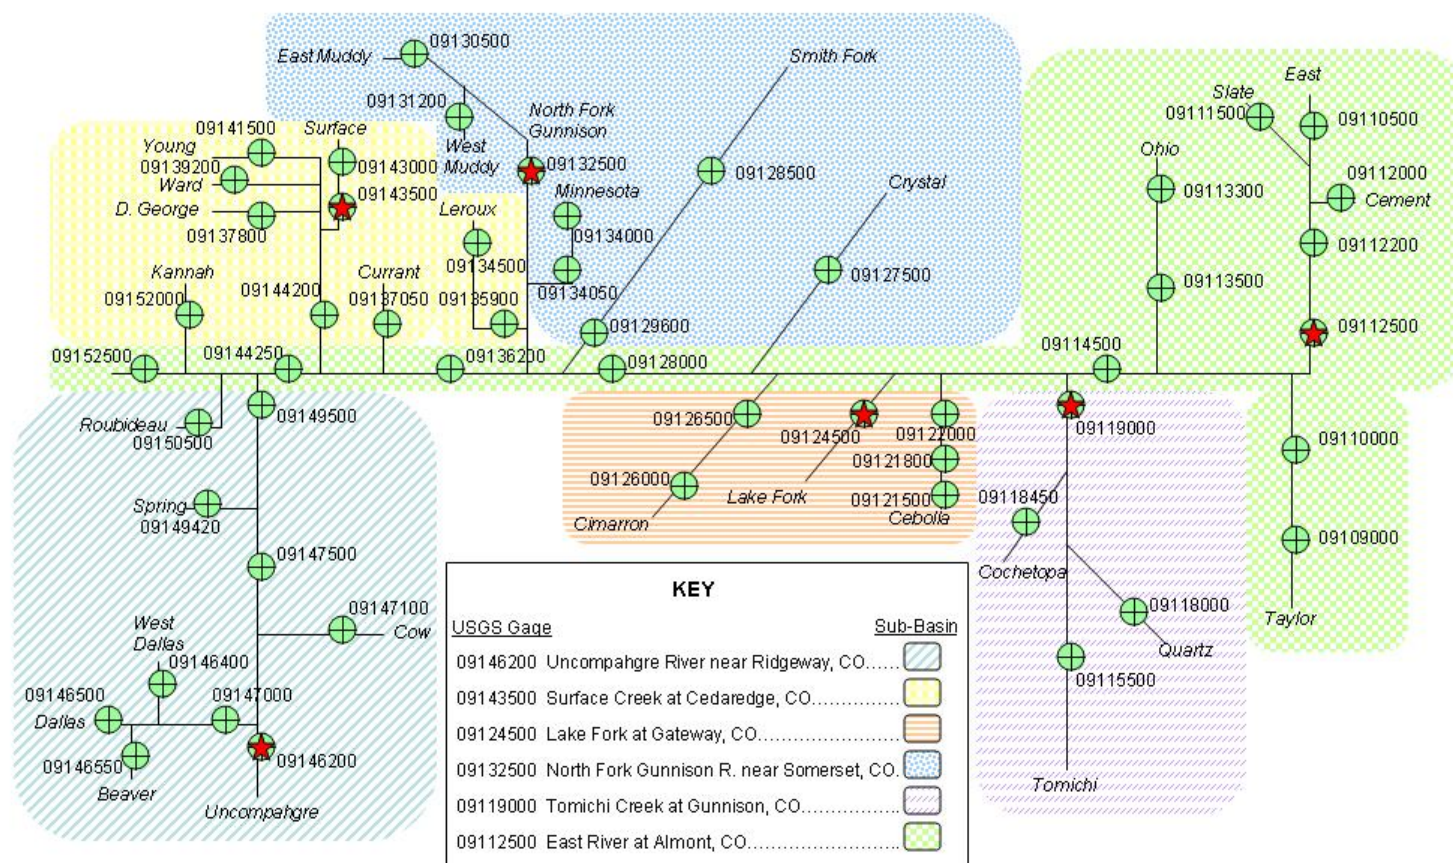 09130500
East Muddy
Smith Fork
East
Slate
09111500
09110500
09131200
North Fork
Gunnison
09141500
Surface
Young
09139200
09143000
West
Muddy
09132500
09128500
Ohio
09112000
Ward
09143500
Minnesota
Crystal
09113300
Cement
D. George
Leroux
09134000
09137800
09112200
09134500
09127500
Kannah
Currant
09113500
09152000
09144200
09137050
09135900
09134050
09129600
09112500
09152500
09144250
09136200
09128000
09114500
Roubideau
09150500
09149500
09126500
09124500
09122000
09119000
09110000
09121800
09126000
Lake Fork
09121500
Cebolla
09118450
Spring
09149420
Cimarron
09109000
09147500
Cochetopa
KEY
09118000
09147100
West
Dallas
Cow
USGS Gage
Sub-Basin
Taylor
Quartz
09146400
09146500
09147000
09115500
09146200 Uncompahgre River near Ridgeway, CO......
09143500 Surface Creek at Cedaredge, CO...............
Dallas
09124500 Lake Fork at Gateway, CO........................
09146550
09146200
09132500 North Fork Gunnison R. near Somerset, CO.
Beaver
Uncompahgre
09119000 Tomichi Creek at Gunnison, CO.................
Tomichi
09112500 East River at Almont, CO..........................